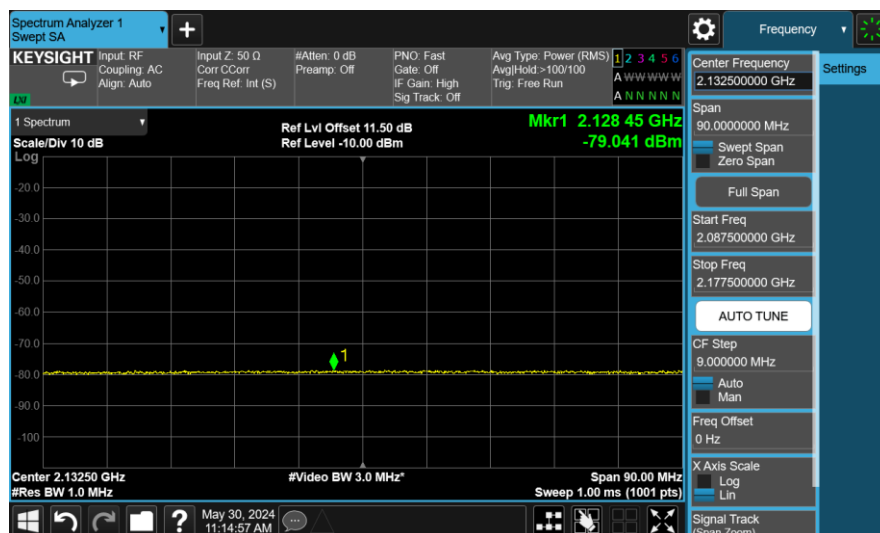 Spectrum Analyzer 1
Swept SA
+
Frequency
KEYSIGHT
LXI
Input: RF
Coupling: AC
Align: Auto
Input Z: 50 Ω
Corr CCorr
Freq Ref: Int (S)
#Atten: 0 dB
Preamp: Off
PNO: Fast
Gate: Off
IF Gain: High
Sig Track: Off
Avg Type: Power (RMS)
Avg|Hold:>100/100
Trig: Free Run
1 2 3 4 5 6
A W W W W W
A N N N N N
1 Spectrum
Scale/Div 10 dB
Log
Ref Lvl Offset 11.50 dB
Ref Level -10.00 dBm
Mkr1 2.128 45 GHz
-79.041 dBm
-20.0
-30.0
-40.0
-50.0
-60.0
-70.0
-80.0
-90.0
-100
1
Center 2.13250 GHz
#Res BW 1.0 MHz
#Video BW 3.0 MHz*
Span 90.00 MHz
Sweep 1.00 ms (1001 pts)
?
May 30, 2024
11:14:57 AM
Center Frequency
2.132500000 GHz
Span
90.0000000 MHz
Swept Span
Zero Span
Full Span
Start Freq
2.087500000 GHz
Stop Freq
2.177500000 GHz
AUTO TUNE
CF Step
9.000000 MHz
Auto
Man
Freq Offset
0 Hz
X Axis Scale
Log
Lin
Signal Track
(Span Zoom)
Settings